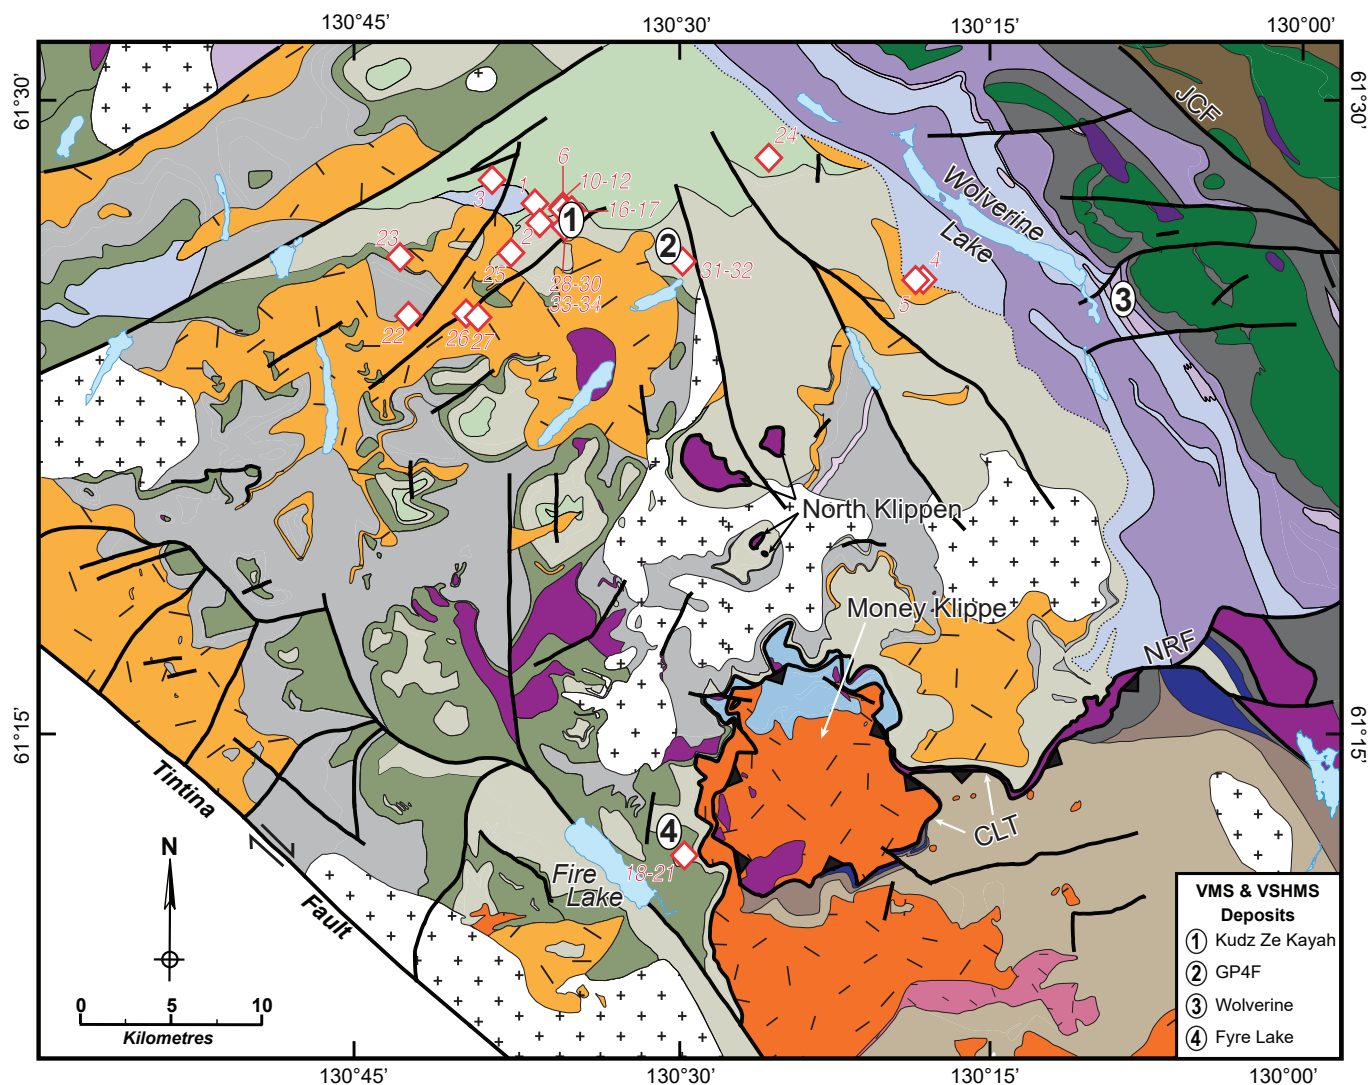 130°45'
130°30'
130°15'
130°00'
61°30'
61°30'
JCF
24
6
10-12
1
16-17
3
1
2
2
Wolverine
Lake
23
25
28-30
33-34
31-32
4
5
3
22
26
27
North Klippen
Money Klippe
NRF
61°15'
61°15'
Tintina
Fault
CLT
4
18-21
Fire
Lake
N
0
5
10
Kilometres
VMS & VSHMS
Deposits
1 Kudz Ze Kayah
2 GP4F
3 Wolverine
4 Fyre Lake
130°45'
130°30'
130°15'
130°00'